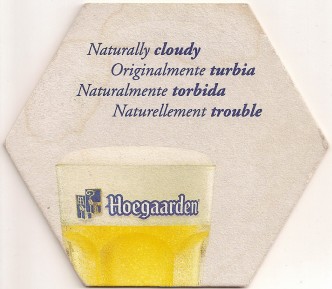 Naturally cloudy
Originalmente turbia
Naturalmente torbida
Naturellement trouble
Hoegaarden